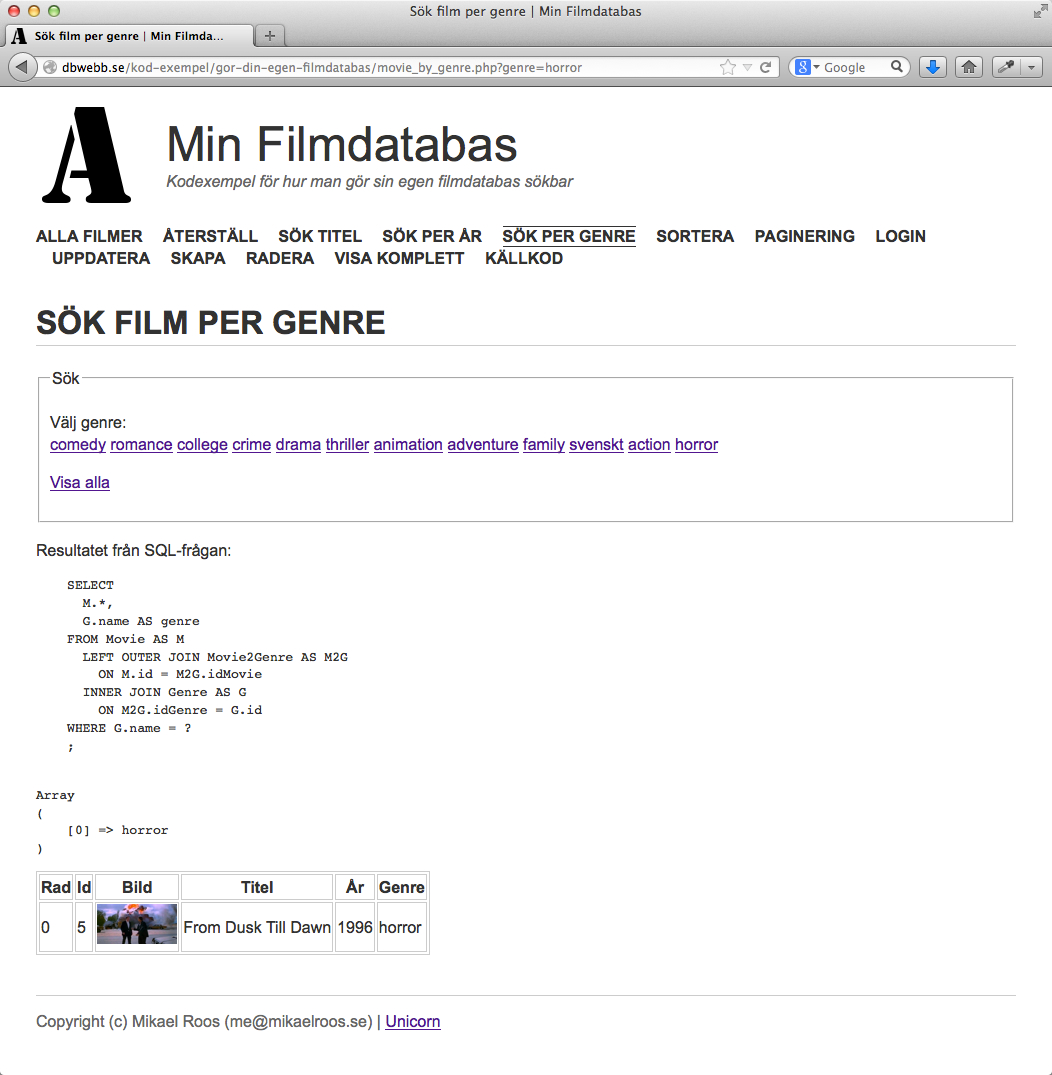 Sök film per genre | Min Filmdatabas
Sök film per genre | Min Filmda...
dbwebb.se/kod-exempel/gor-din-egen-filmdatabas/movie_by_genre.php?genre=horror
Google
A Min Filmdatabas
Kodexempel för hur man gör sin egen filmdatabas sökbar
ALLA FILMER ÅTERSTÄLL SÖK TITEL SÖK PER ÅR SÖK PER GENRE SORTERA PAGINERING LOGIN
UPPDATERA SKAPA RADERA VISA KOMPLETT KÄLLKOD
SÖK FILM PER GENRE
Sök
Välj genre:
comedy romance college crime drama thriller animation adventure family svenskt action horror
Visa alla
Resultatet från SQL-frågan:
SELECT
M.*,
G.name AS genre
FROM Movie AS M
LEFT OUTER JOIN Movie2Genre AS M2G
ON M.id = M2G.idMovie
INNER JOIN Genre AS G
ON M2G.idGenre = G.id
WHERE G.name = ?
;
Array
(
[0] => horror
)
Rad Id Bild Titel År Genre
0 5 From Dusk Till Dawn 1996 horror
Copyright (c) Mikael Roos (me@mikaelroos.se) | Unicorn